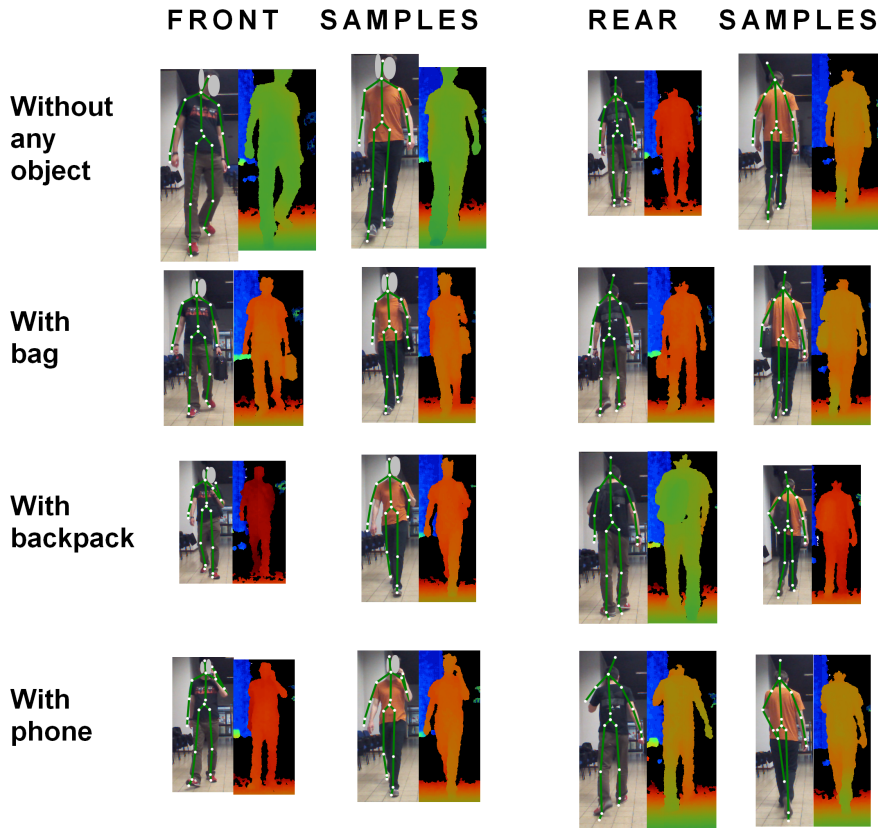 FRONT SAMPLES REAR SAMPLES
Without
any
object
With
bag
With
backpack
With
phone